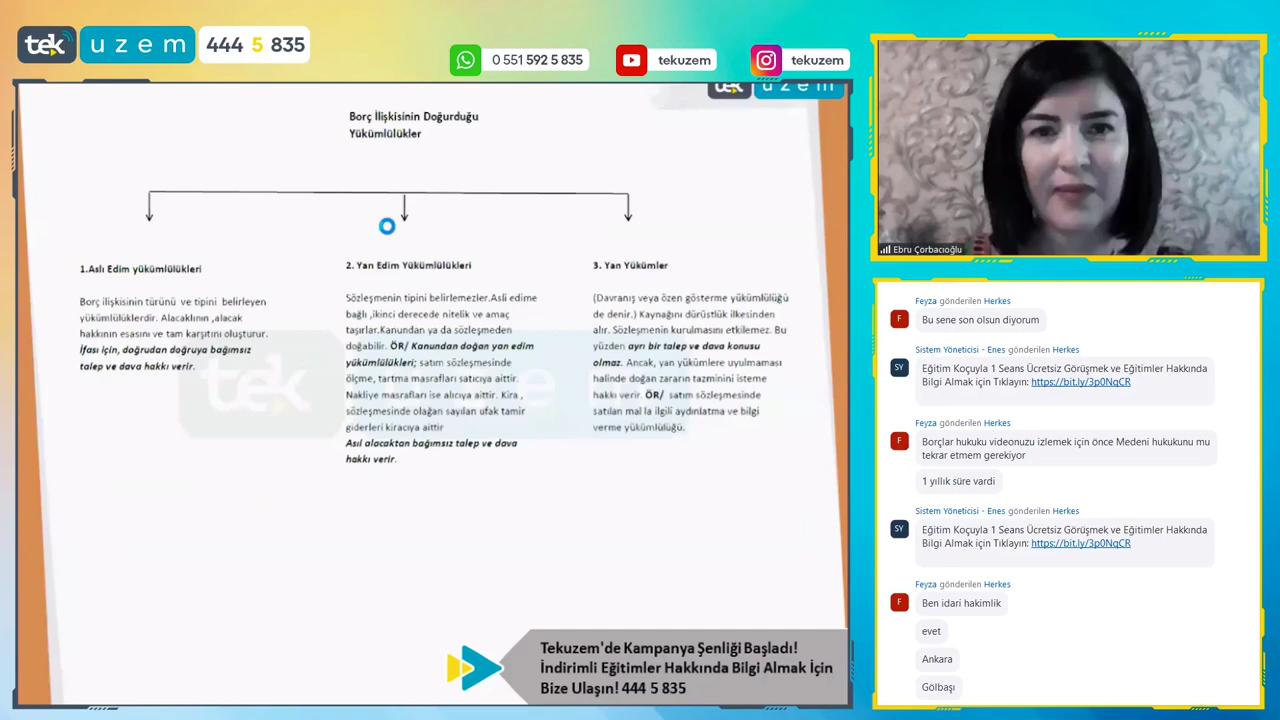 tek
uzem
444 5 835
0 551 592 5 835
tekuzem
tekuzem
tek
uzem
Borç İlişkisinin Doğurduğu
Yükümlülükler
1.Aslı Edim yükümlülükleri
Borç ilişkisinin türünü ve tipini belirleyen
yükümlülüklerdir. Alacaklının ,alacak
hakkının esasını ve tam karşıtını oluşturur.
İfası için, doğrudan doğruya bağımsız
talep ve dava hakkı verir.
2. Yan Edim Yükümlülükleri
Sözleşmenin tipini belirlemezler.Asli edime
bağlı ,ikinci derecede nitelik ve amaç
taşırlar.Kanundan ya da sözleşmeden
doğabilir. ÖR/ Kanundan doğan yan edim
yükümlülükleri; satım sözleşmesinde
ölçme, tartma masrafları satıcıya aittir.
Nakliye masrafları ise alıcıya aittir. Kira ,
sözleşmesinde olağan sayılan ufak tamir
giderleri kiracıya aittir
Asıl alacaktan bağımsız talep ve dava
hakkı verir.
3. Yan Yükümler
(Davranış veya özen gösterme yükümlülüğü
de denir.) Kaynağını dürüstlük ilkesinden
alır. Sözleşmenin kurulmasını etkilemez. Bu
yüzden ayrı bir talep ve dava konusu
olmaz. Ancak, yan yükümlere uyulmaması
halinde doğan zararın tazminini isteme
hakkı verir. ÖR/ satım sözleşmesinde
satılan mal la ilgili aydınlatma ve bilgi
verme yükümlülüğü.
tek
Tekuzem'de Kampanya Şenliği Başladı!
İndirimli Eğitimler Hakkında Bilgi Almak İçin
Bize Ulaşın! 444 5 835
Ebru Çorbacıoğlu
Feyza gönderilen Herkes
F
Bu sene son olsun diyorum
Sistem Yöneticisi - Enes gönderilen Herkes
SY
Eğitim Koçuyla 1 Seans Ücretsiz Görüşmek ve Eğitimler Hakkında
Bilgi Almak için Tıklayın: https://bit.ly/3p0NqCR
Feyza gönderilen Herkes
F
Borçlar hukuku videonuzu izlemek için önce Medeni hukukunu mu
tekrar etmem gerekiyor
1 yıllık süre vardi
Sistem Yöneticisi - Enes gönderilen Herkes
SY
Eğitim Koçuyla 1 Seans Ücretsiz Görüşmek ve Eğitimler Hakkında
Bilgi Almak için Tıklayın: https://bit.ly/3p0NqCR
Feyza gönderilen Herkes
F
Ben idari hakimlik
evet
Ankara
Gölbaşı